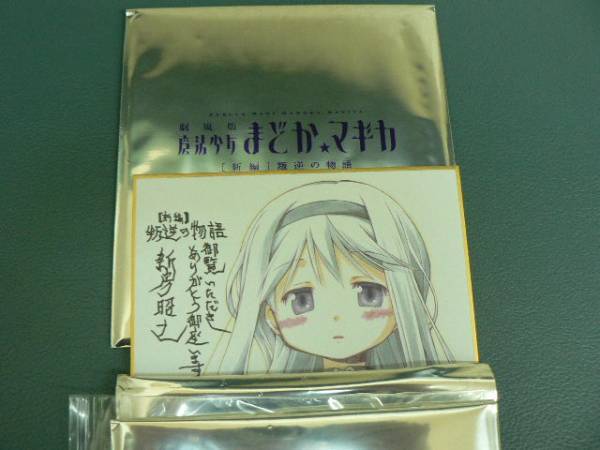 PUELLA MAGI MADOKA MAGICA
劇場版
魔法少女まどか★マギカ
[新編]叛逆の物語
【新編】
叛逆の物語
御覧いただき
ありがとう御座います
新房昭之